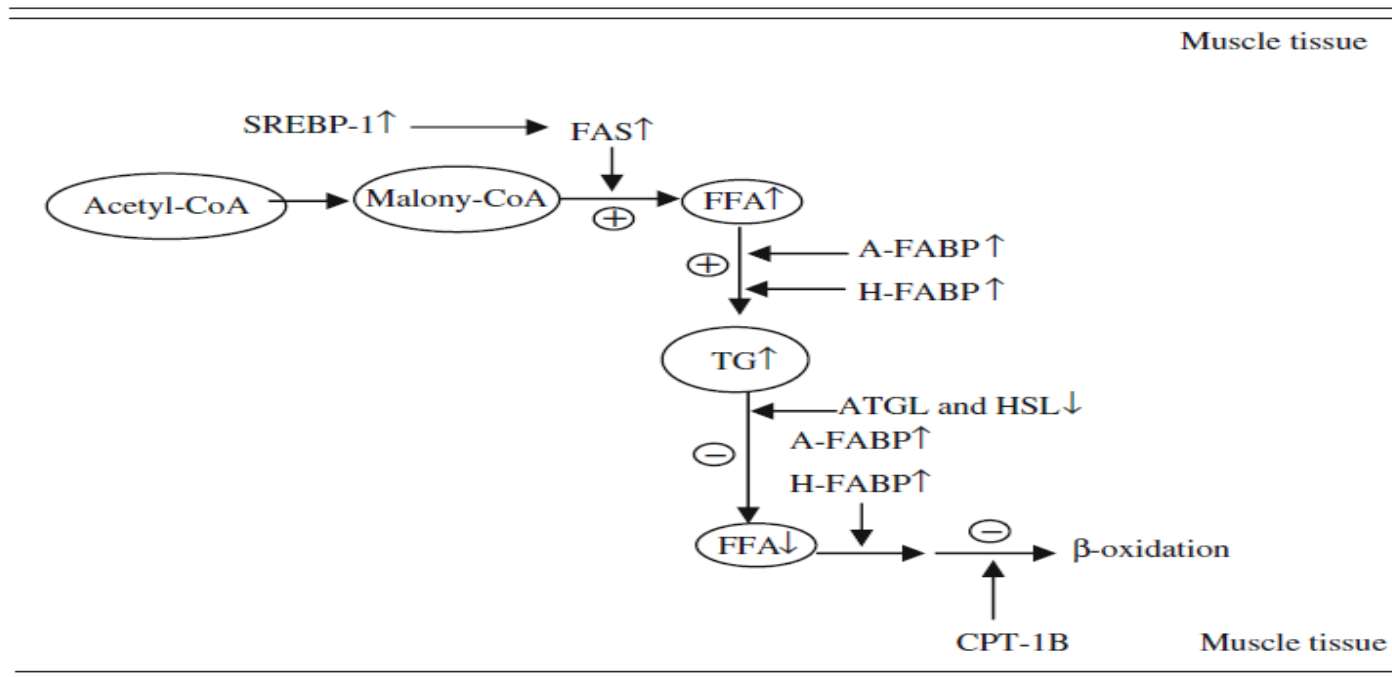 Muscle tissue
SREBP-1↑ FAS↑
Acetyl-CoA Malony-CoA FFA↑
+
A-FABP↑
+
H-FABP↑
TG↑
ATGL and HSL↓
A-FABP↑
−
H-FABP↑
−
FFA↓ β-oxidation
CPT-1B Muscle tissue